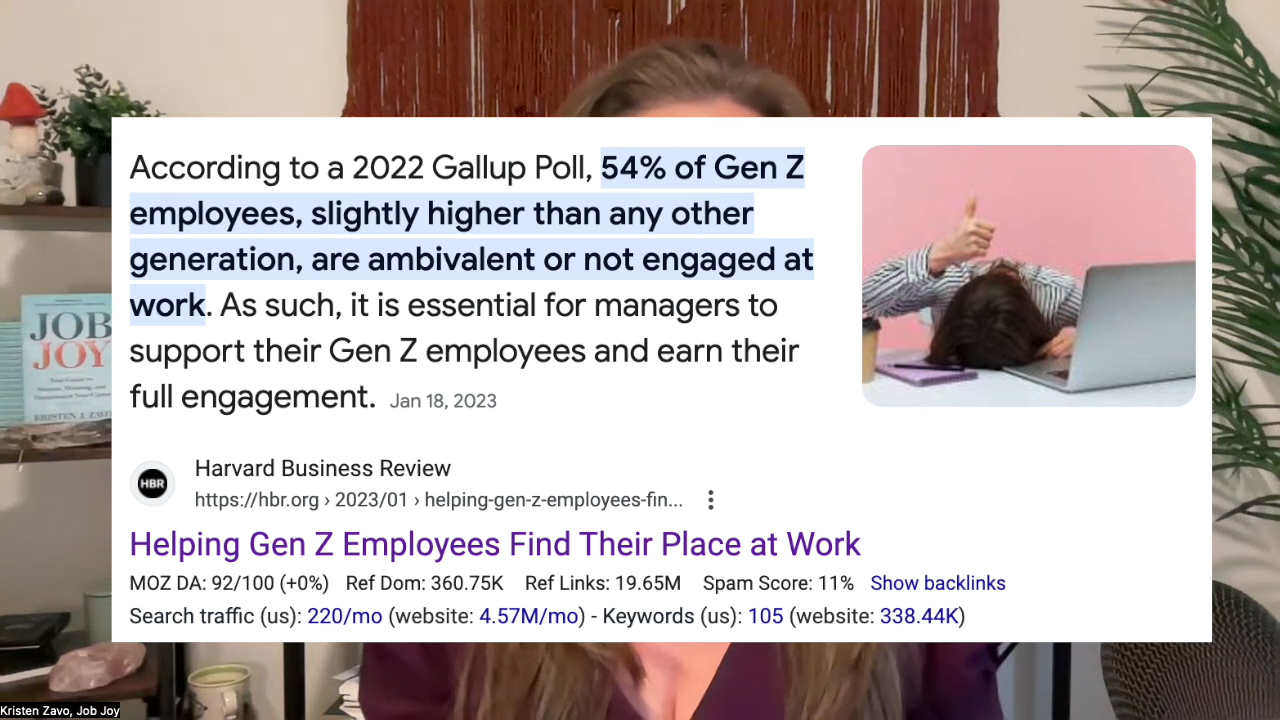 According to a 2022 Gallup Poll, 54% of Gen Z
employees, slightly higher than any other
generation, are ambivalent or not engaged at
work. As such, it is essential for managers to
support their Gen Z employees and earn their
full engagement. Jan 18, 2023
HBR
Harvard Business Review
https://hbr.org › 2023/01 › helping-gen-z-employees-fin...
Helping Gen Z Employees Find Their Place at Work
MOZ DA: 92/100 (+0%) Ref Dom: 360.75K Ref Links: 19.65M Spam Score: 11% Show backlinks
Search traffic (us): 220/mo (website: 4.57M/mo) - Keywords (us): 105 (website: 338.44K)
JOB
JOY
Kristen Zavo, Job Joy